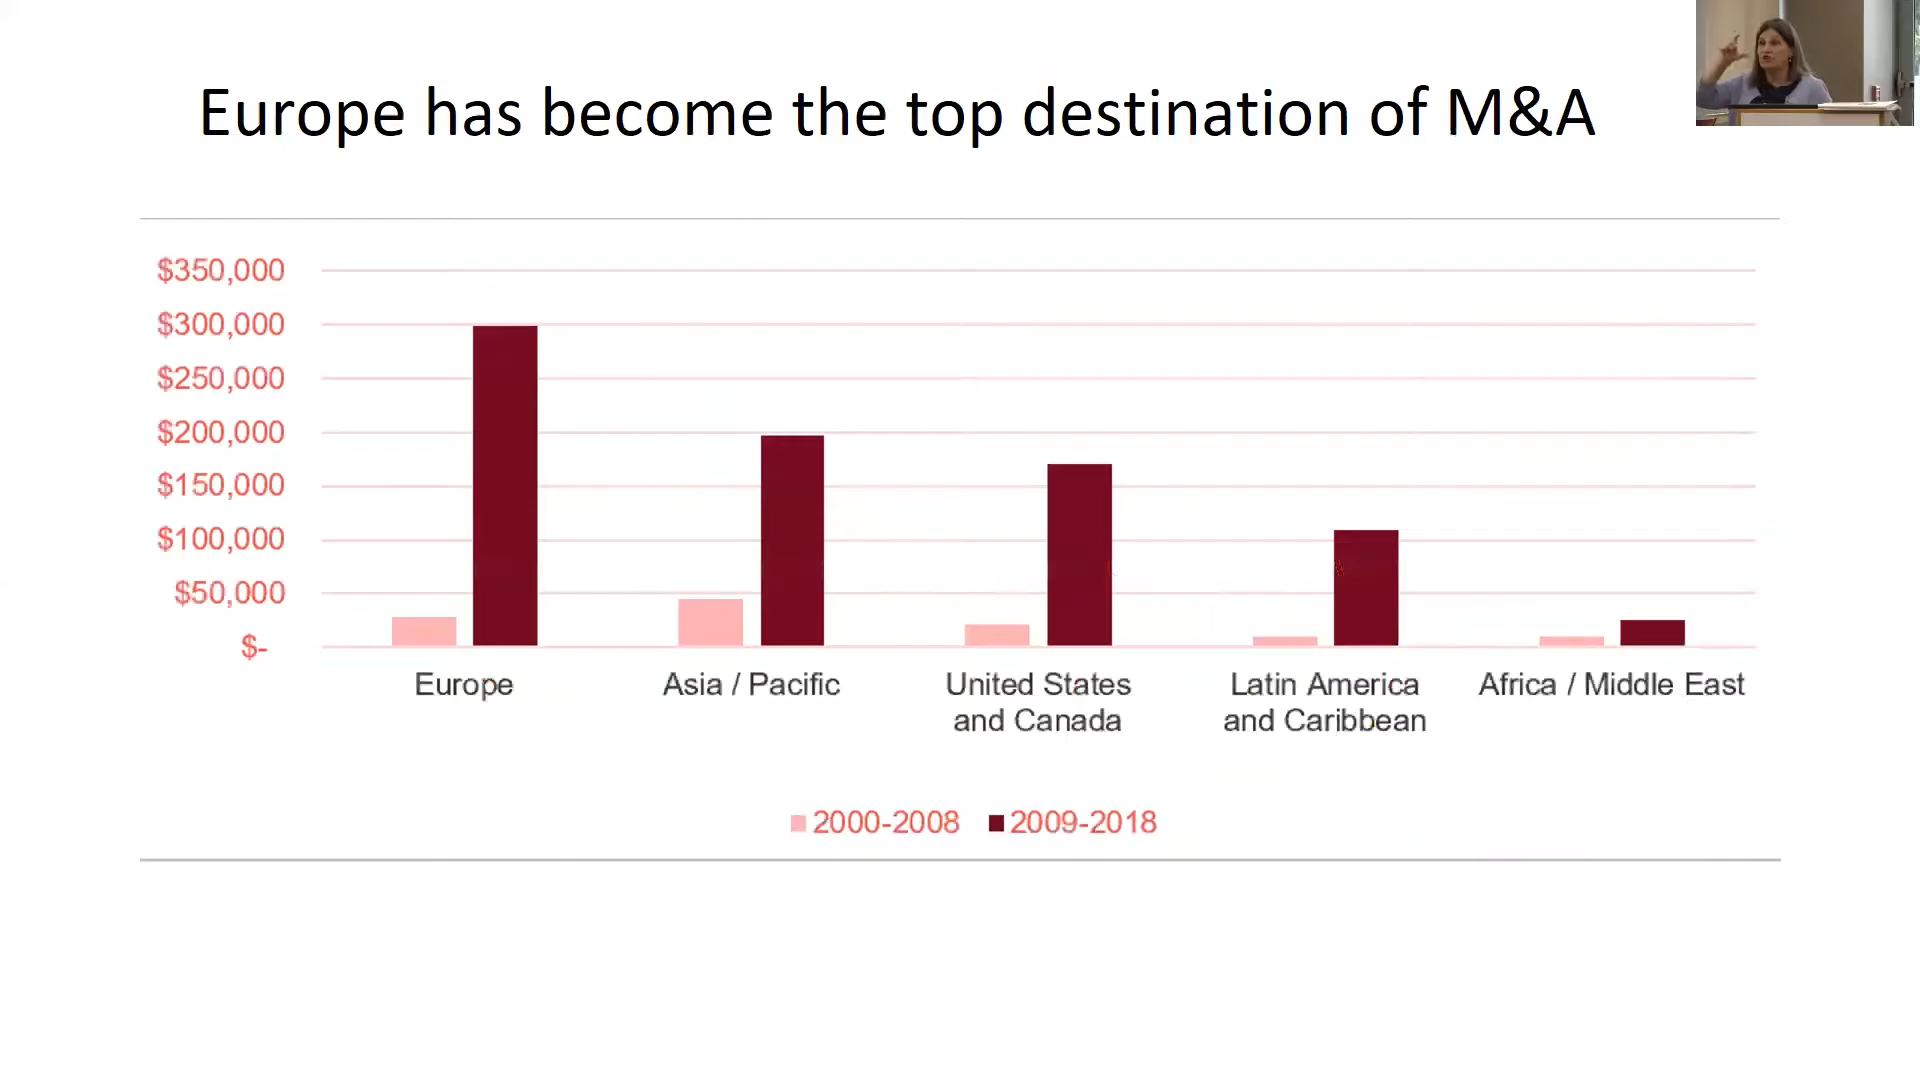 Europe has become the top destination of M&A
$350,000
$300,000
$250,000
$200,000
$150,000
$100,000
$50,000
$-
Europe
Asia / Pacific
United States
and Canada
Latin America
and Caribbean
Africa / Middle East
2000-2008
2009-2018